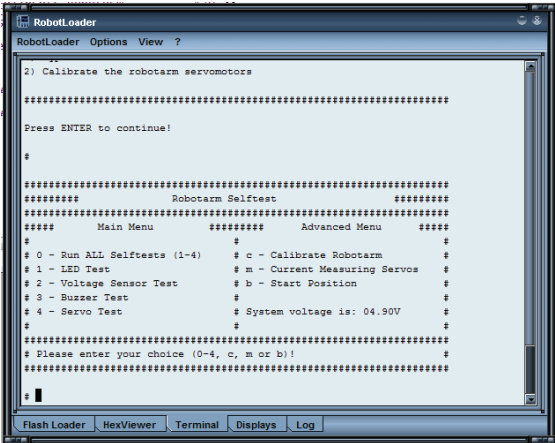 RobotLoader
RobotLoader Options View ?
2) Calibrate the robotarm servomotors
######################################################################
Press ENTER to continue!
#
######################################################################
######### Robotarm Selftest #########
######################################################################
##### Main Menu ######### Advanced Menu #####
# # #
# 0 - Run ALL Selftests (1-4) # c - Calibrate Robotarm #
# 1 - LED Test # m - Current Measuring Servos #
# 2 - Voltage Sensor Test # b - Start Position #
# 3 - Buzzer Test # #
# 4 - Servo Test # System voltage is: 04.90V #
# # #
######################################################################
# Please enter your choice (0-4, c, m or b)! #
######################################################################
#
Flash Loader HexViewer Terminal Displays Log